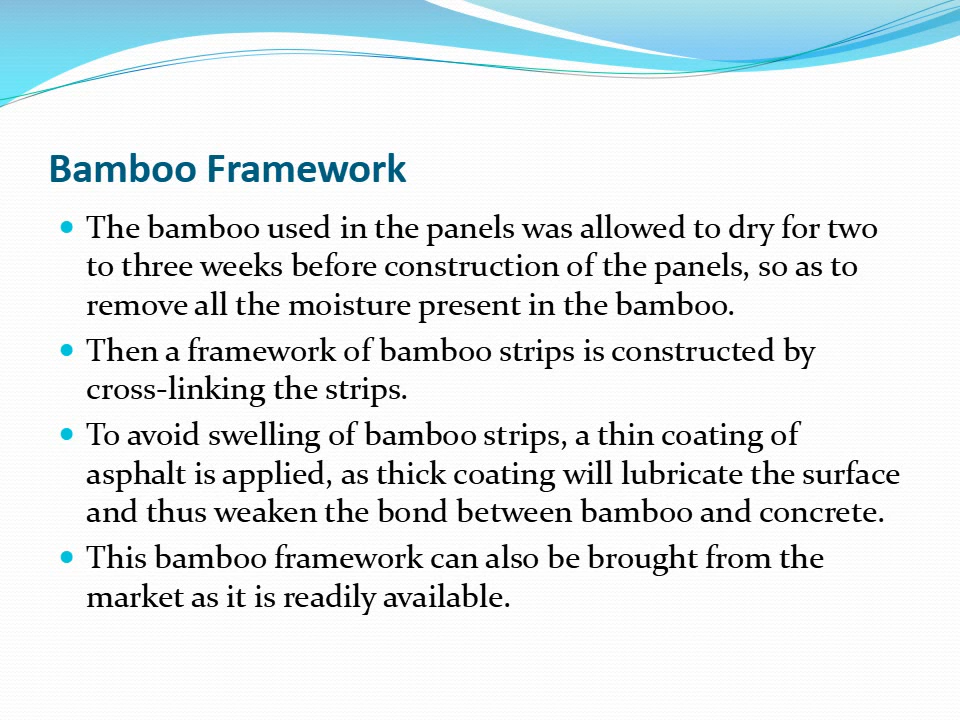 Bamboo Framework
• The bamboo used in the panels was allowed to dry for two
to three weeks before construction of the panels, so as to
remove all the moisture present in the bamboo.
• Then a framework of bamboo strips is constructed by
cross-linking the strips.
• To avoid swelling of bamboo strips, a thin coating of
asphalt is applied, as thick coating will lubricate the surface
and thus weaken the bond between bamboo and concrete.
• This bamboo framework can also be brought from the
market as it is readily available.